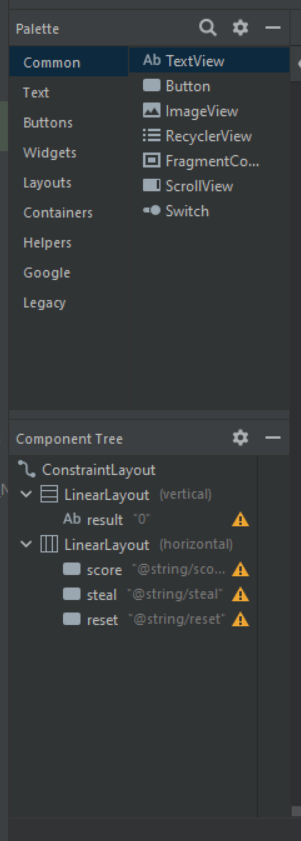 Palette
Common
Text
Buttons
Widgets
Layouts
Containers
Helpers
Google
Legacy
Ab TextView
Button
ImageView
RecyclerView
FragmentCo...
ScrollView
Switch
Component Tree
ConstraintLayout
LinearLayout (vertical)
Ab result "0"
LinearLayout (horizontal)
score "@string/sco...
steal "@string/steal"
reset "@string/reset"